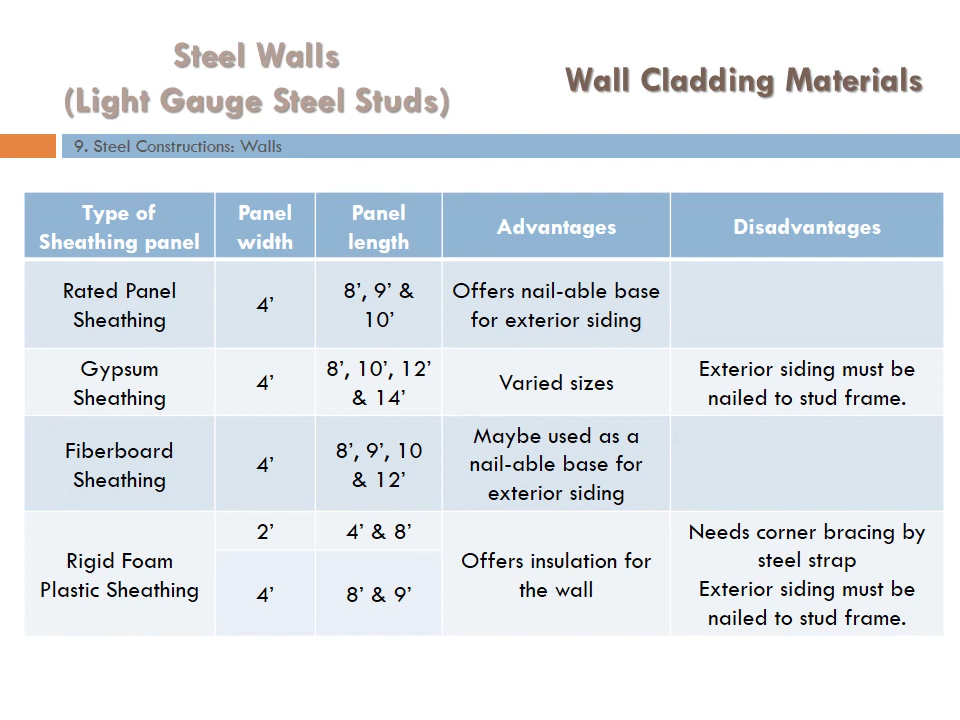 Steel Walls
(Light Gauge Steel Studs)
Wall Cladding Materials
9. Steel Constructions: Walls
Type of
Sheathing panel
Panel
width
Panel
length
Advantages
Disadvantages
Rated Panel
Sheathing
4’
8’, 9’ &
10’
Offers nail-able base
for exterior siding
Gypsum
Sheathing
4’
8’, 10’, 12’
& 14’
Varied sizes
Exterior siding must be
nailed to stud frame.
Fiberboard
Sheathing
4’
8’, 9’, 10
& 12’
Maybe used as a
nail-able base for
exterior siding
Rigid Foam
Plastic Sheathing
2’
4’ & 8’
4’
8’ & 9’
Offers insulation for
the wall
Needs corner bracing by
steel strap
Exterior siding must be
nailed to stud frame.